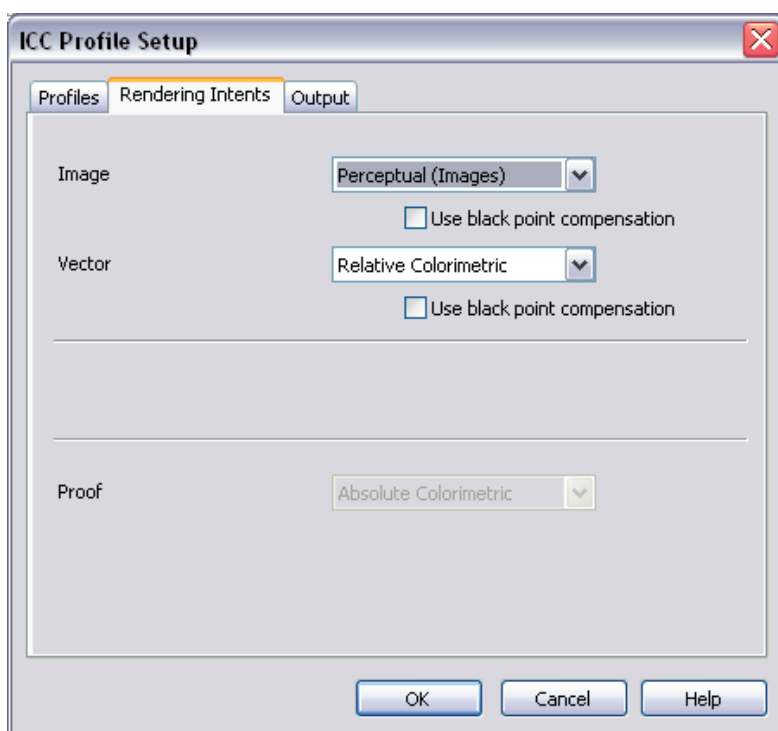 ICC Profile Setup
Profiles Rendering Intents Output
Image Perceptual (Images)
Use black point compensation
Vector Relative Colorimetric
Use black point compensation
Proof Absolute Colorimetric
OK Cancel Help